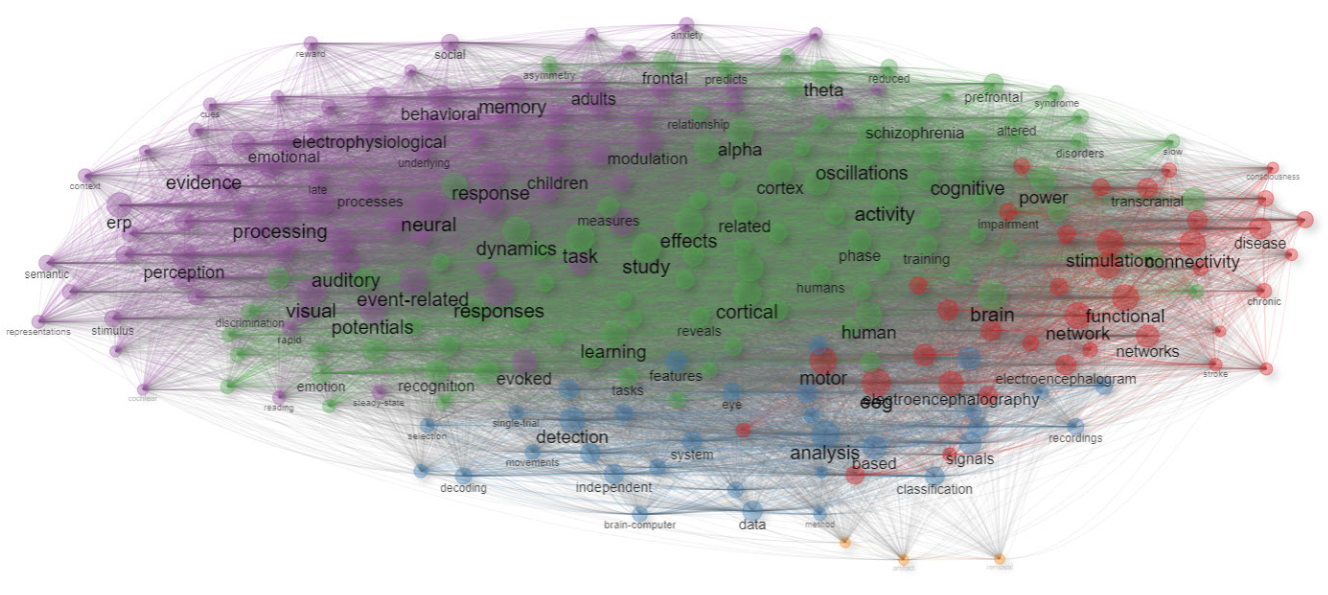 anxiety
reward
social
asymmetry
frontal
predicts
theta
reduced
prefrontal
syndrome
adults
memory
behavioral
cues
relationship
schizophrenia
altered
electrophysiological
emotional
underlying
modulation
alpha
disorders
slow
context
evidence
late
processes
response
children
cortex
oscillations
cognitive
power
transcranial
consciousness
erp
processing
neural
measures
related
activity
impairment
disease
dynamics
task
effects
study
phase
training
stimulation
connectivity
semantic
perception
auditory
event-related
humans
chronic
representations
stimulus
discrimination
visual
rapid
potentials
responses
cortical
reveals
human
brain
functional
network
networks
learning
emotion
recognition
evoked
tasks
features
motor
electroencephalogram
stroke
cochlear
reading
steady-state
eye
eeg
electroencephalography
selection
single-trial
detection
recordings
movements
system
analysis
based
signals
decoding
independent
classification
brain-computer
data
method
artifact
removal